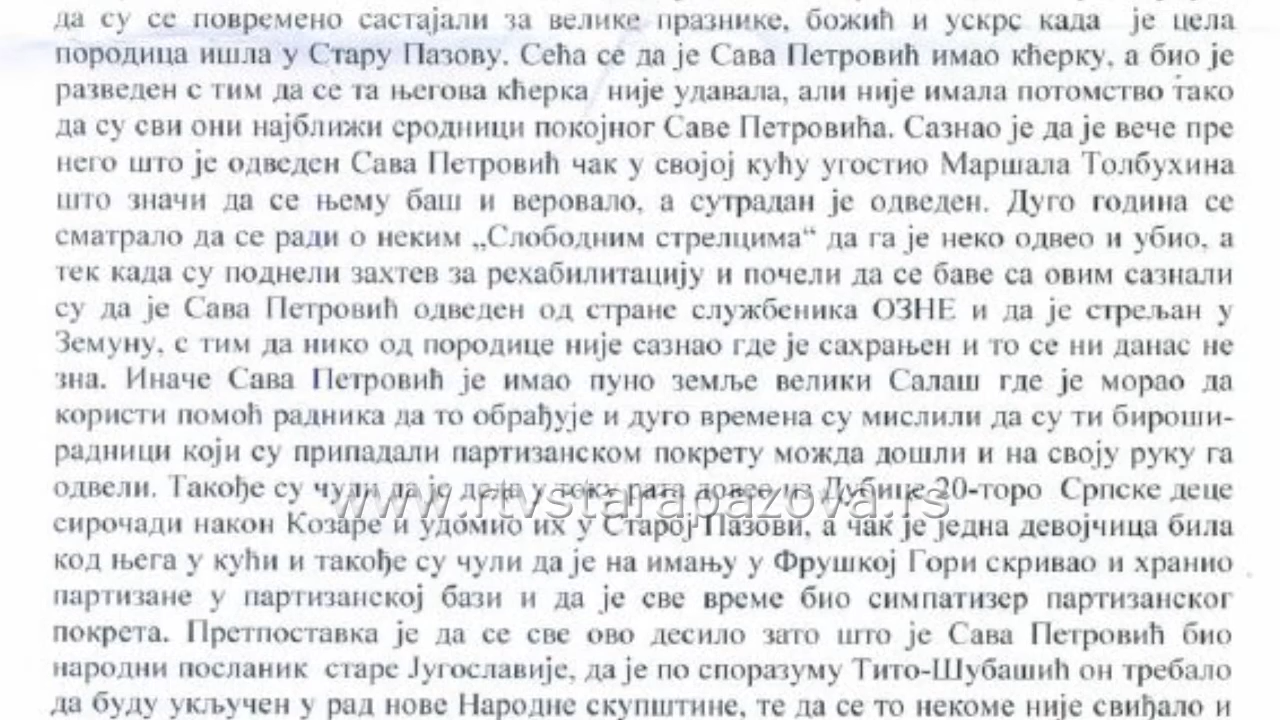 да су се повремено састајали за велике празнике, божић и ускрс када је цела
породица ишла у Стару Пазову. Сећа се да је Сава Петровић имао кћерку, а био је
разведен с тим да се та његова кћерка није удавала, али није имала потомство тако
да су сви они најближи сродници покојног Саве Петровића. Сазнао је да је вече пре
него што је одведен Сава Петровић чак у својој кућу угостио Маршала Толбухина
што значи да се њему баш и веровало, а сутрадан је одведен. Дуго година се
сматрало да се ради о неким „Слободним стрелцима“ да га је неко одвео и убио, а
тек када су поднели захтев за рехабилитацију и почели да се баве са овим сазнали
су да је Сава Петровић одведен од стране службеника ОЗНЕ и да је стрељан у
Земуну, с тим да нико од породице није сазнао где је сахрањен и то се ни данас не
зна. Иначе Сава Петровић је имао пуно земље велики Салаш где је морао да
користи помоћ радника да то обрађује и дуго времена су мислили да су ти бироши-
радници који су припадали партизанском покрету можда дошли и на своју руку га
одвели. Такође су чули да је деда у току рата довео из Дубице 20-торо Српске деце
www.rtvstarapazova.rs
сирочади након Козаре и удомио их у Старој Пазови, а чак је једна девојчица била
код њега у кући и такође су чули да је на имању у Фрушкој Гори скривао и хранио
партизане у партизанској бази и да је све време био симпатизер партизанског
покрета. Претпоставка је да се све ово десило зато што је Сава Петровић био
народни посланик старе Југославије, да је по споразуму Тито-Шубашић он требало
да буду укључен у рад нове Народне скупштине, те да се то некоме није свиђало и